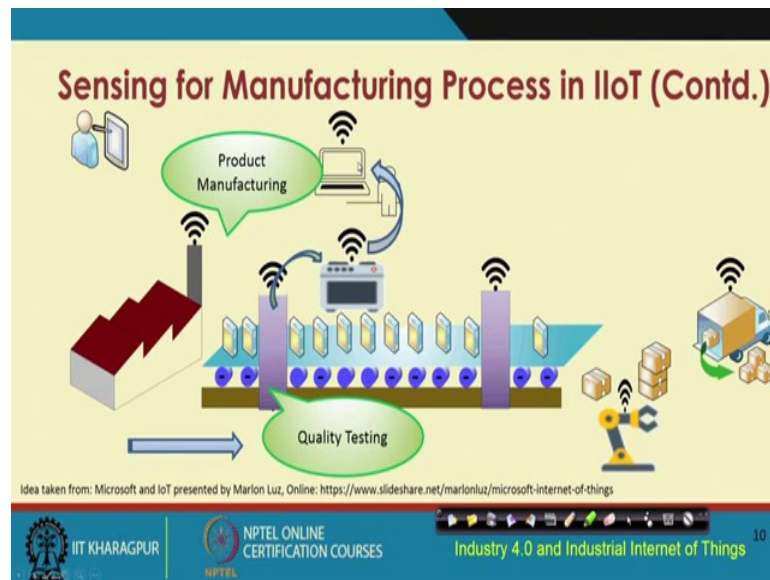 Sensing for Manufacturing Process in IIoT (Contd.)
Product
Manufacturing
Quality Testing
Idea taken from: Microsoft and IoT presented by Marlon Luz, Online: https://www.slideshare.net/marlonluz/microsoft-internet-of-things
IIT KHARAGPUR
NPTEL
NPTEL ONLINE
CERTIFICATION COURSES
Industry 4.0 and Industrial Internet of Things
10